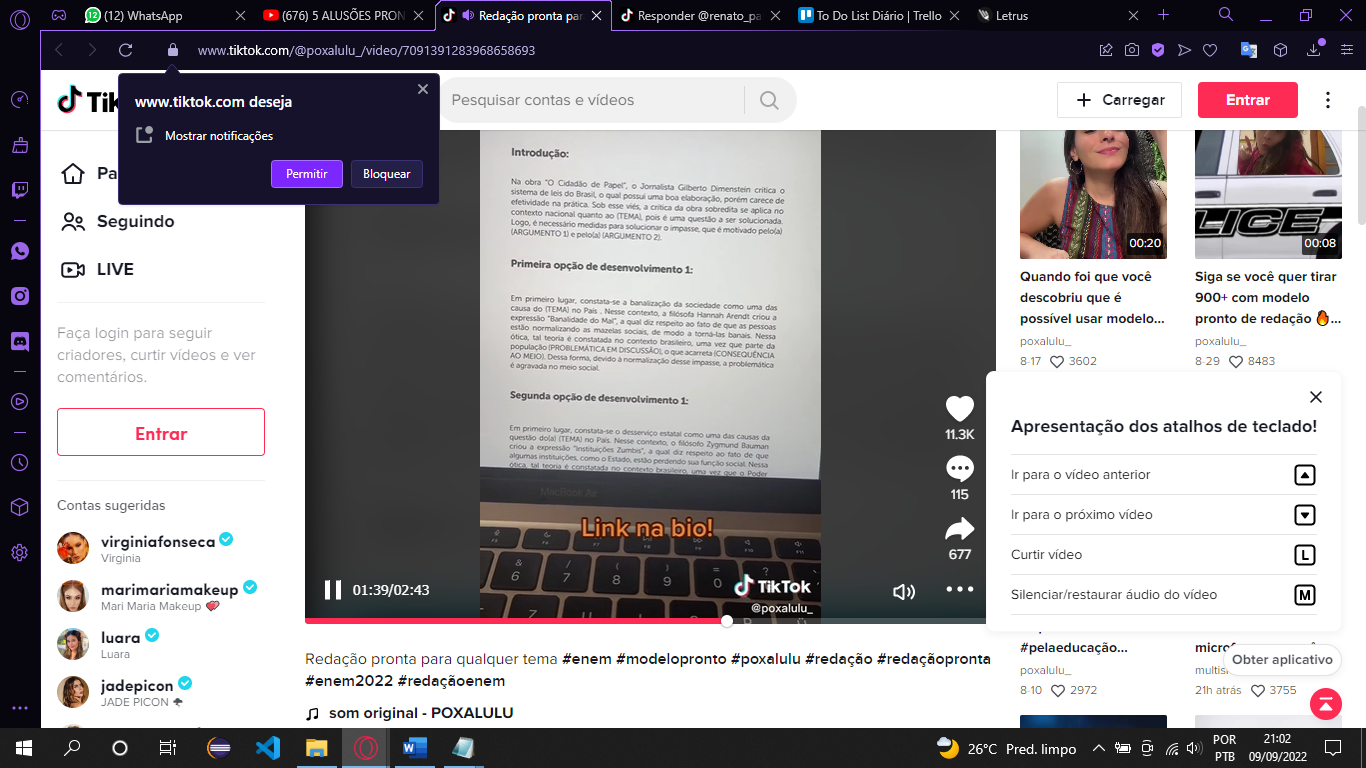 (12) WhatsApp
(676) 5 ALUSÕES PRON
Redação pronta par
Responder @renato_pa
To Do List Diário | Trello
Letrus
www.tiktok.com/@poxalulu_/video/7091391283968658693
www.tiktok.com deseja
Mostrar notificações
Permitir
Bloquear
Pesquisar contas e vídeos
Carregar
Entrar
Seguindo
LIVE
Faça login para seguir
criadores, curtir vídeos e ver
comentários.
Entrar
Contas sugeridas
virginiafonseca
Virginia
marimariamakeup
Mari Maria Makeup
luara
Luara
jadepicon
JADE PICON
Introdução:
Na obra "O Cidadão de Papel", o Jornalista Gilberto Dimenstein critica o
sistema de leis do Brasil, o qual possui uma boa elaboração, porém carece de
efetividade na prática. Sob esse viés, a crítica da obra sobredita se aplica no
contexto nacional quanto ao (TEMA), pois é uma questão a ser solucionada.
Logo, é necessário medidas para solucionar o impasse, que é motivado pelo(a)
(ARGUMENTO 1) e pelo(a) (ARGUMENTO 2).
Primeira opção de desenvolvimento 1:
Em primeiro lugar, constata-se a banalização da sociedade como uma das
causa do (TEMA) no País . Nesse contexto, a filósofa Hannah Arendt criou a
expressão "Banalidade do Mal", a qual diz respeito ao fato de que as pessoas
estão normalizando as mazelas sociais, de modo a torná-las banais. Nessa
ótica, tal teoria é constatada no contexto brasileiro, uma vez que parte da
população (PROBLEMÁTICA EM DISCUSSÃO), o que acarreta (CONSEQUÊNCIA
AO MEIO). Dessa forma, devido à normalização desse impasse, a problemática
é agravada no meio social.
Segunda opção de desenvolvimento 1:
Em primeiro lugar, constata-se o desserviço estatal como uma das causas da
questão do(a) (TEMA) no País. Nesse contexto, o filósofo Zygmund Bauman
criou a expressão "Instituições Zumbis", a qual diz respeito ao fato de que
algumas instituições, como o Estado, estão perdendo sua função social. Nessa
ótica, tal teoria é constatada no contexto brasileiro, uma vez que o Poder
MacBook Air
Link na bio!
& 6
/ 7
( 8
) 9
= 0
TikTok
@poxalulu_
01:39/02:43
11.3K
115
677
Redação pronta para qualquer tema #enem #modelopronto #poxalulu #redação #redaçãopronta
#enem2022 #redaçãoenem
som original - POXALULU
00:20
00:08
Quando foi que você
descobriu que é
possível usar modelo...
poxalulu_
8-17 3602
Siga se você quer tirar
900+ com modelo
pronto de redação 🔥...
poxalulu_
8-29 8483
Apresentação dos atalhos de teclado!
Ir para o vídeo anterior
Ir para o próximo vídeo
Curtir vídeo L
Silenciar/restaurar áudio do vídeo M
#pelaeducação...
poxalulu_
8-10 2972
21h atrás 3755
Obter aplicativo
26°C Pred. limpo
POR
PTB
21:02
09/09/2022